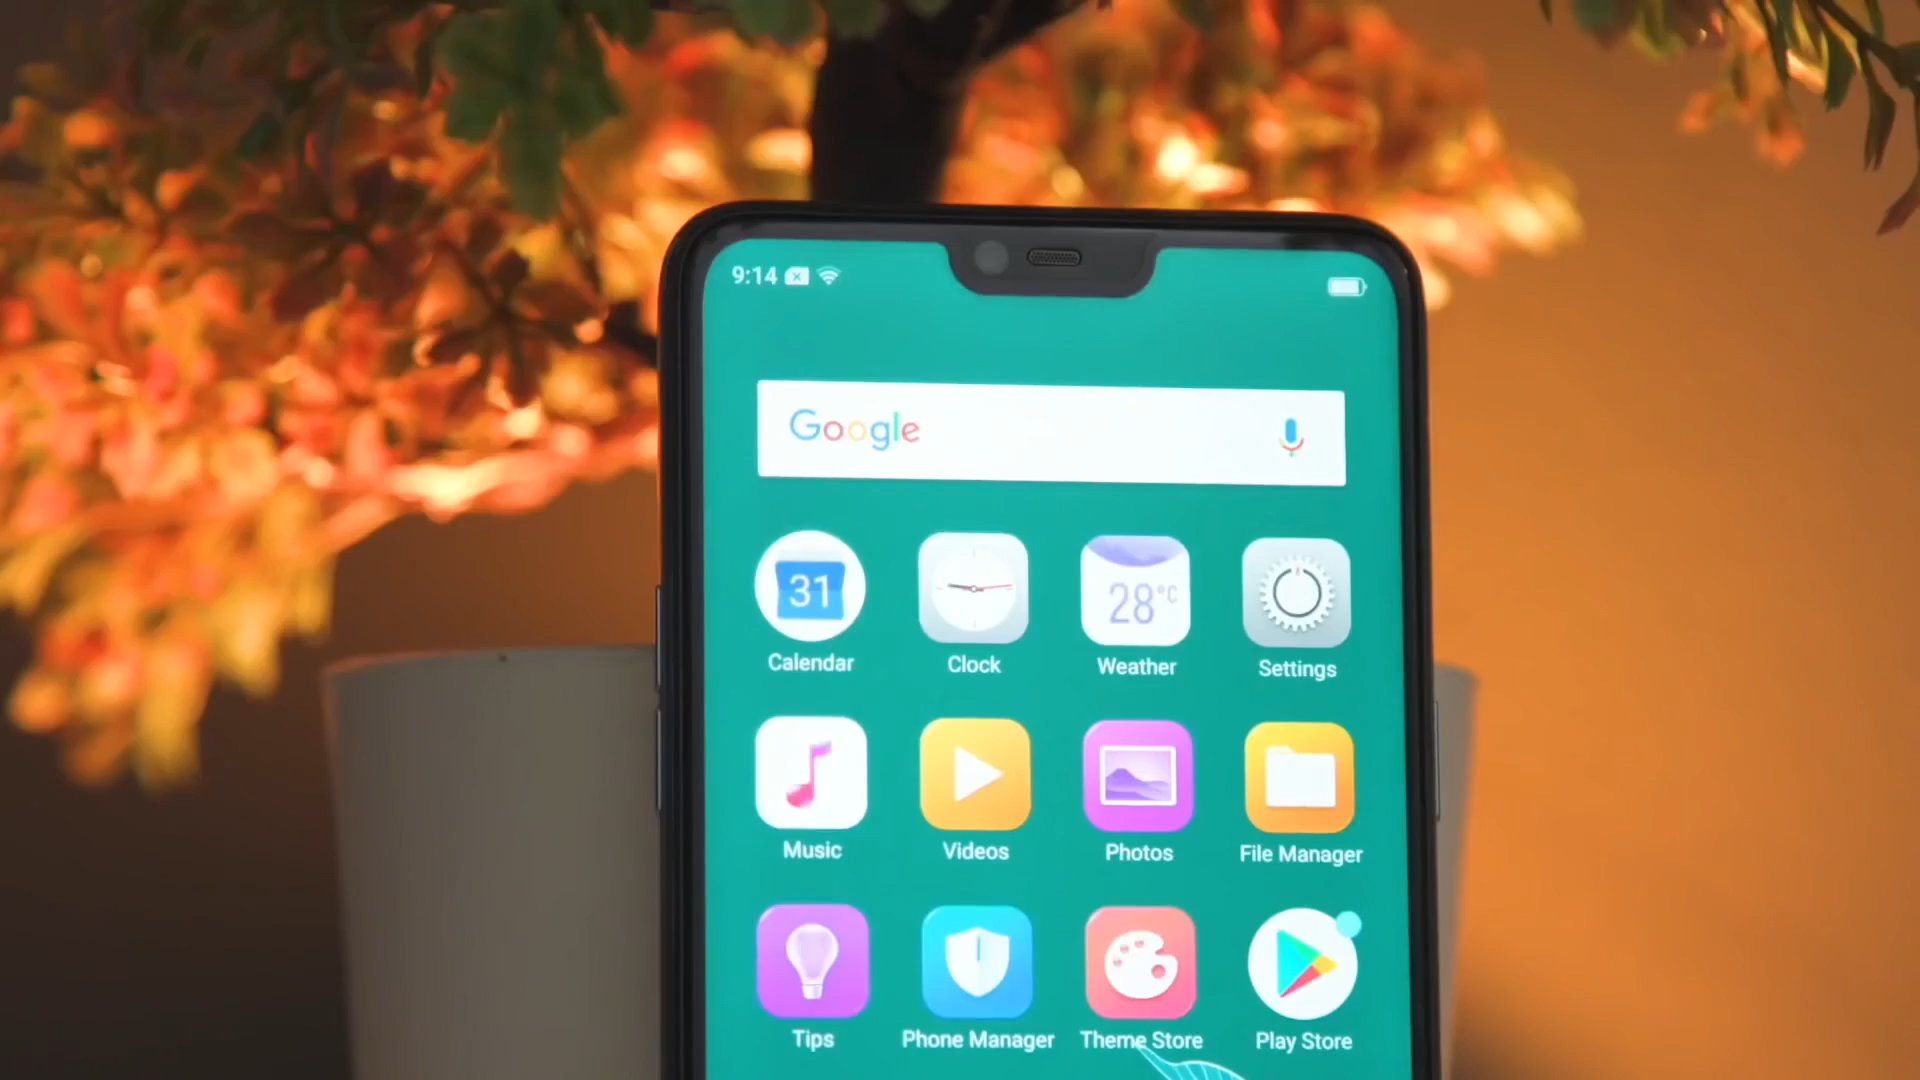 9:14
Google
31
28°C
Calendar Clock Weather Settings
Music Videos Photos File Manager
Tips Phone Manager Theme Store Play Store